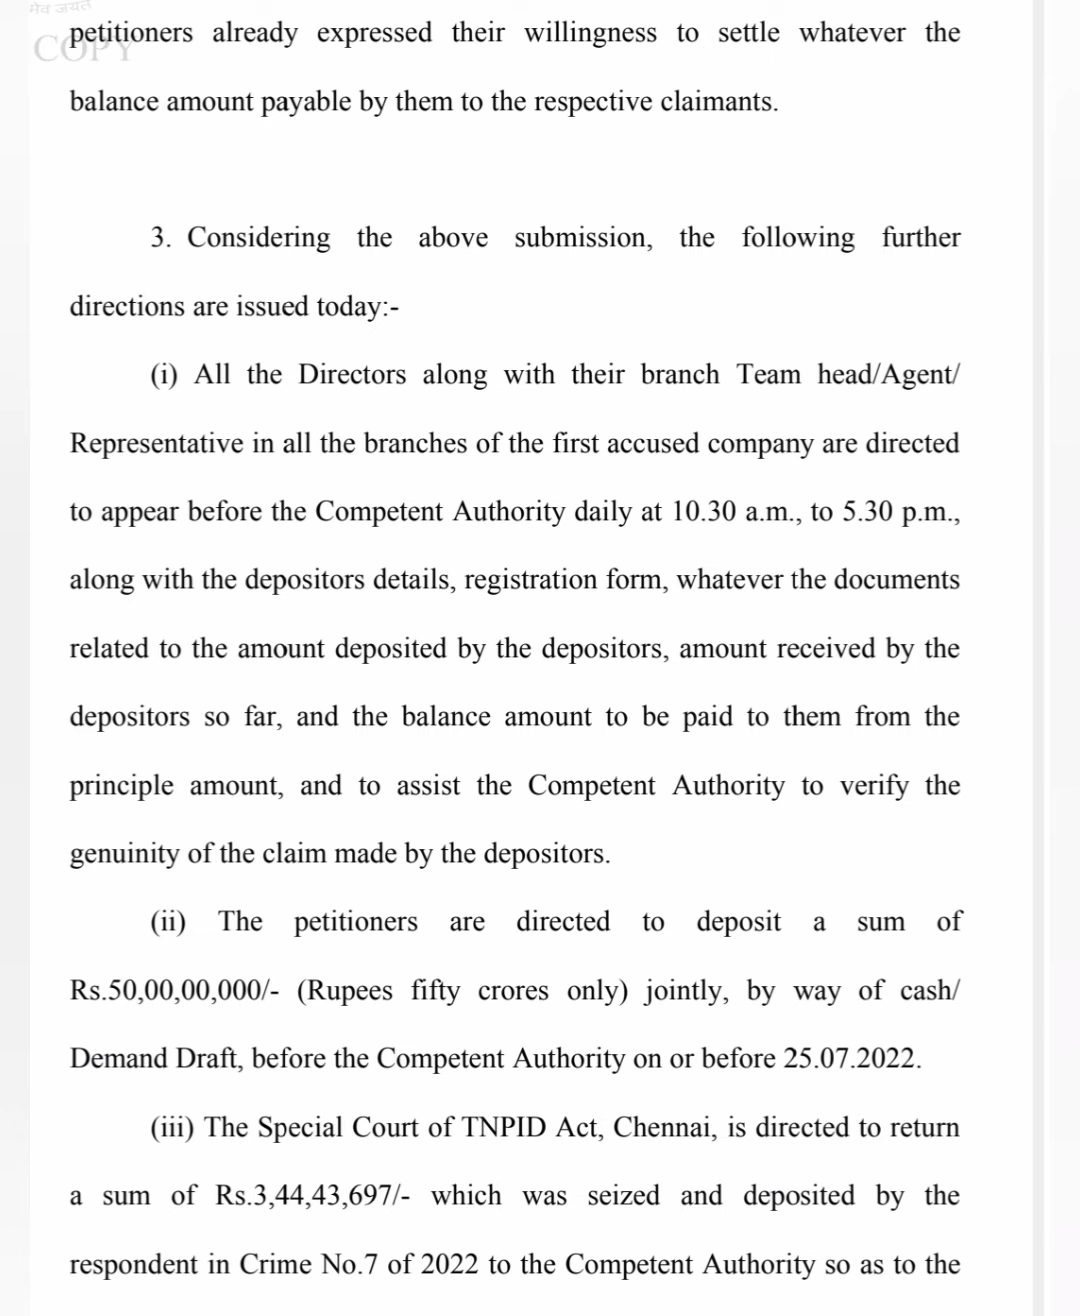 मेव जयते
COPY
petitioners already expressed their willingness to settle whatever the
balance amount payable by them to the respective claimants.
3. Considering the above submission, the following further
directions are issued today:-
(i) All the Directors along with their branch Team head/Agent/
Representative in all the branches of the first accused company are directed
to appear before the Competent Authority daily at 10.30 a.m., to 5.30 p.m.,
along with the depositors details, registration form, whatever the documents
related to the amount deposited by the depositors, amount received by the
depositors so far, and the balance amount to be paid to them from the
principle amount, and to assist the Competent Authority to verify the
genuinity of the claim made by the depositors.
(ii) The petitioners are directed to deposit a sum of
Rs.50,00,00,000/- (Rupees fifty crores only) jointly, by way of cash/
Demand Draft, before the Competent Authority on or before 25.07.2022.
(iii) The Special Court of TNPID Act, Chennai, is directed to return
a sum of Rs.3,44,43,697/- which was seized and deposited by the
respondent in Crime No.7 of 2022 to the Competent Authority so as to the